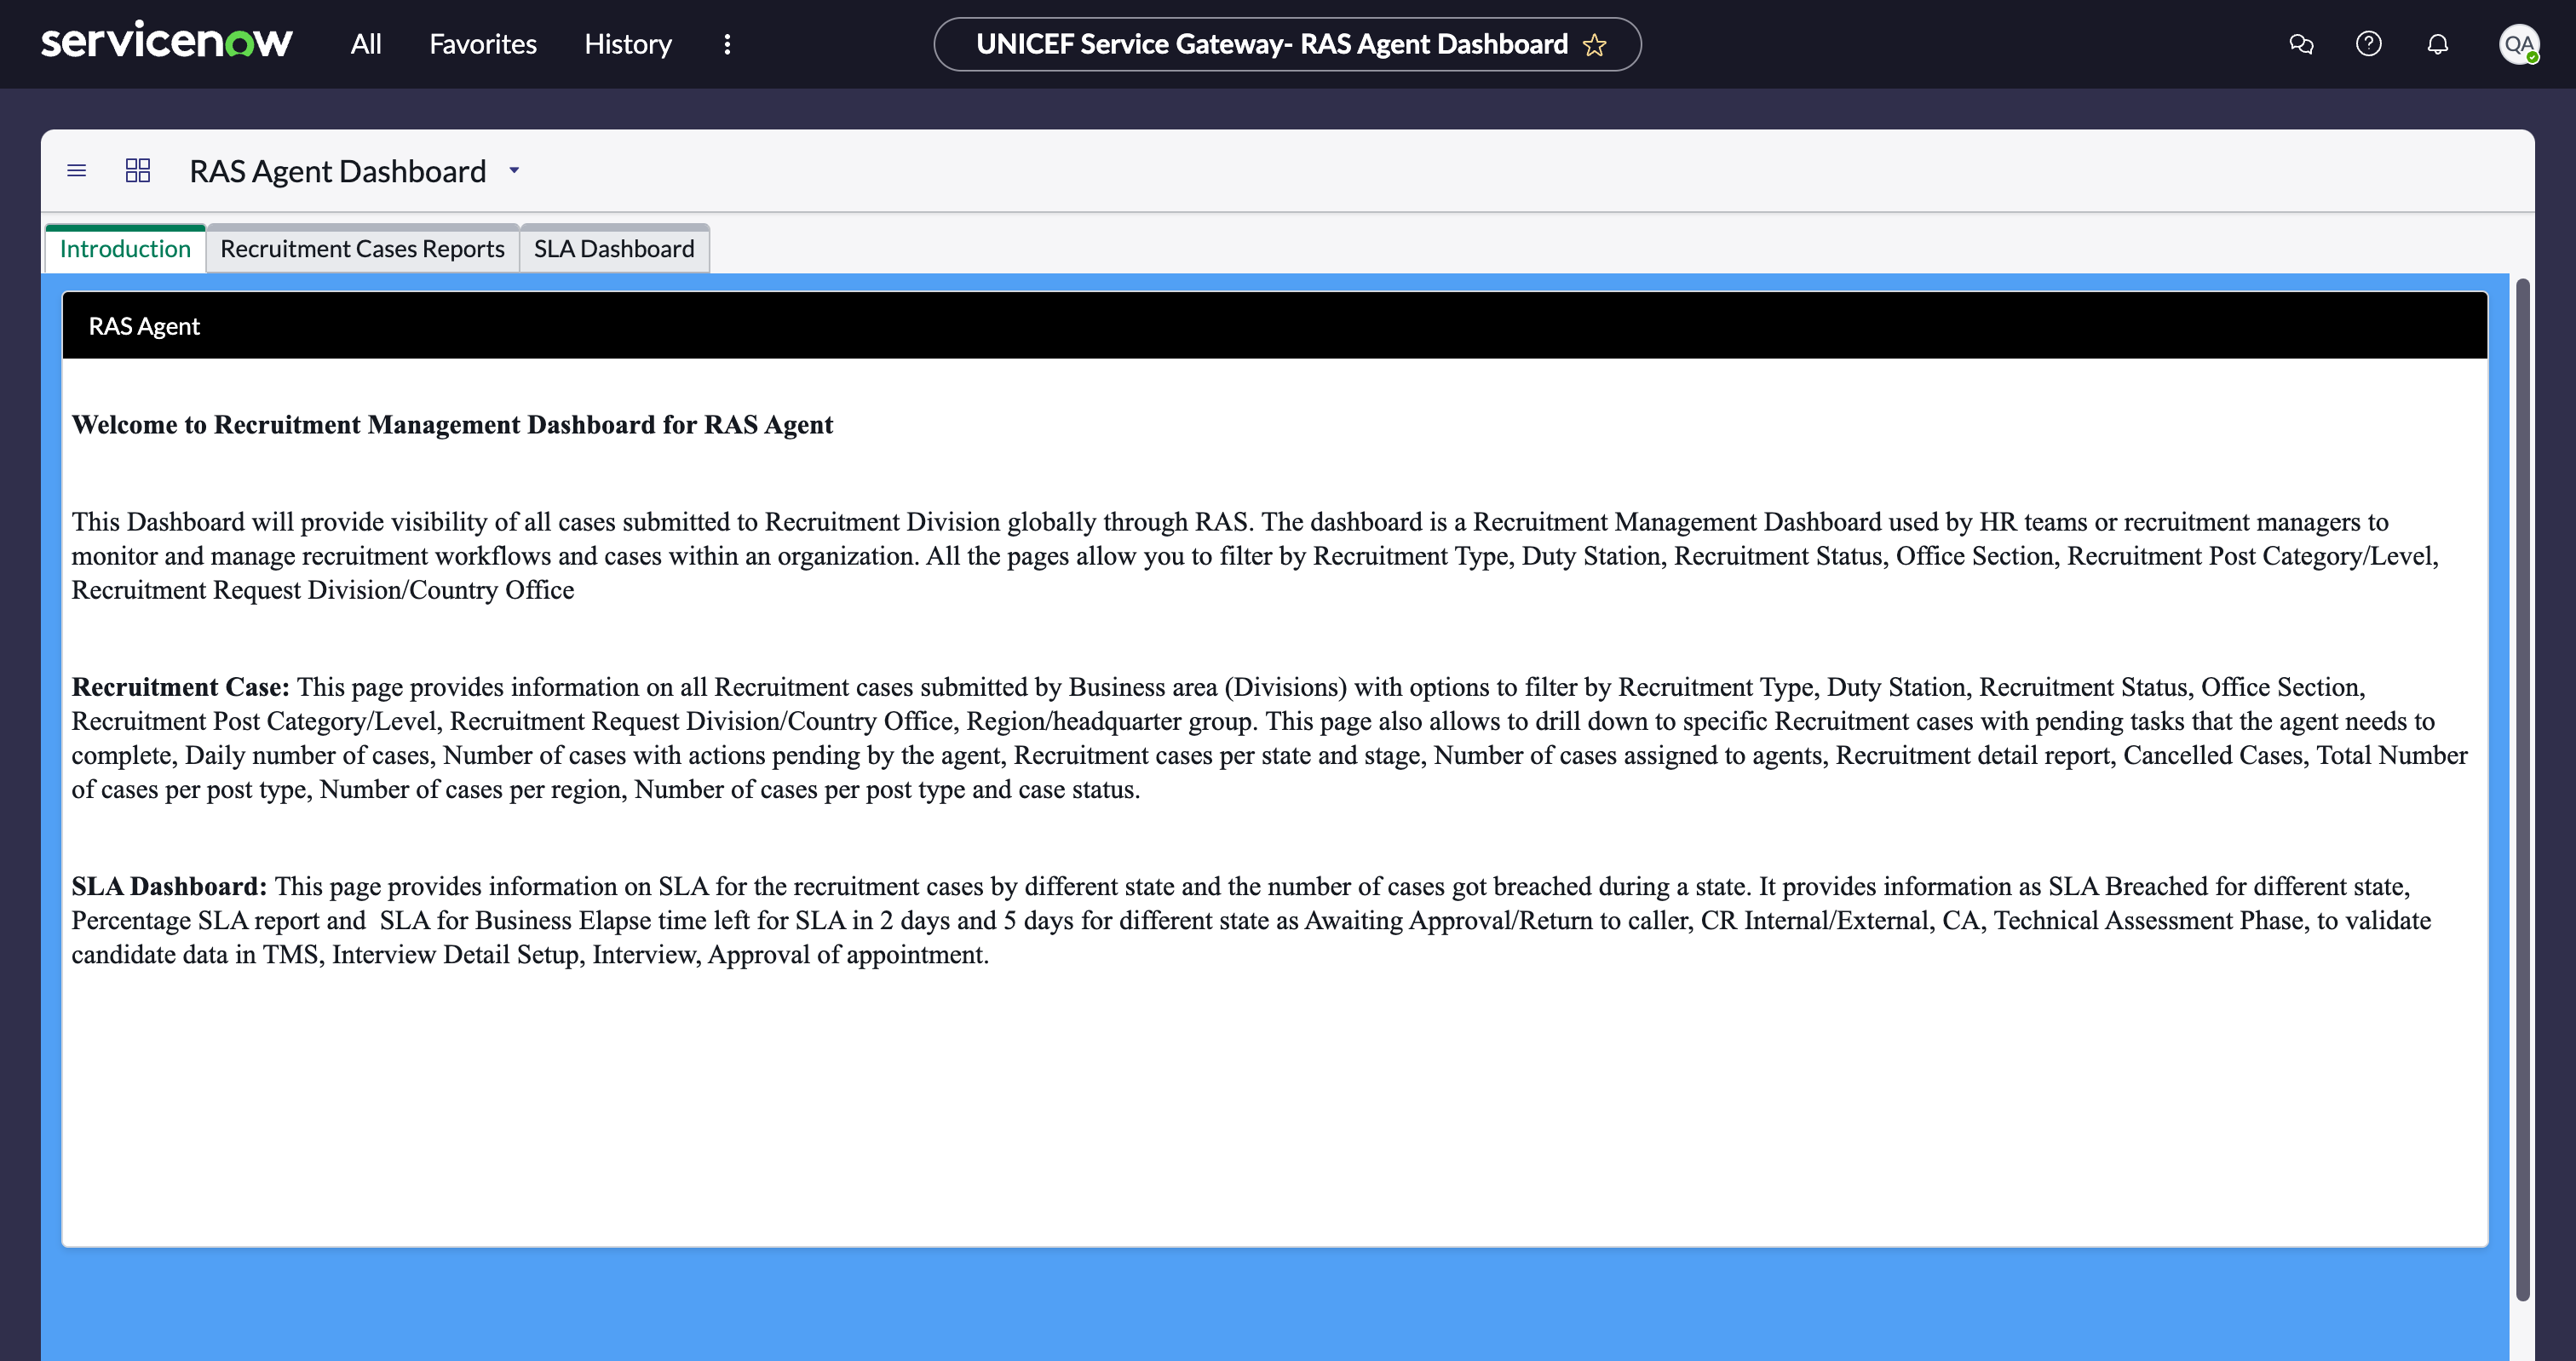 servicenow All Favorites History UNICEF Service Gateway- RAS Agent Dashboard QA
RAS Agent Dashboard
Introduction Recruitment Cases Reports SLA Dashboard
RAS Agent
Welcome to Recruitment Management Dashboard for RAS Agent
This Dashboard will provide visibility of all cases submitted to Recruitment Division globally through RAS. The dashboard is a Recruitment Management Dashboard used by HR teams or recruitment managers to
monitor and manage recruitment workflows and cases within an organization. All the pages allow you to filter by Recruitment Type, Duty Station, Recruitment Status, Office Section, Recruitment Post Category/Level,
Recruitment Request Division/Country Office
Recruitment Case: This page provides information on all Recruitment cases submitted by Business area (Divisions) with options to filter by Recruitment Type, Duty Station, Recruitment Status, Office Section,
Recruitment Post Category/Level, Recruitment Request Division/Country Office, Region/headquarter group. This page also allows to drill down to specific Recruitment cases with pending tasks that the agent needs to
complete, Daily number of cases, Number of cases with actions pending by the agent, Recruitment cases per state and stage, Number of cases assigned to agents, Recruitment detail report, Cancelled Cases, Total Number
of cases per post type, Number of cases per region, Number of cases per post type and case status.
SLA Dashboard: This page provides information on SLA for the recruitment cases by different state and the number of cases got breached during a state. It provides information as SLA Breached for different state,
Percentage SLA report and  SLA for Business Elapse time left for SLA in 2 days and 5 days for different state as Awaiting Approval/Return to caller, CR Internal/External, CA, Technical Assessment Phase, to validate
candidate data in TMS, Interview Detail Setup, Interview, Approval of appointment.